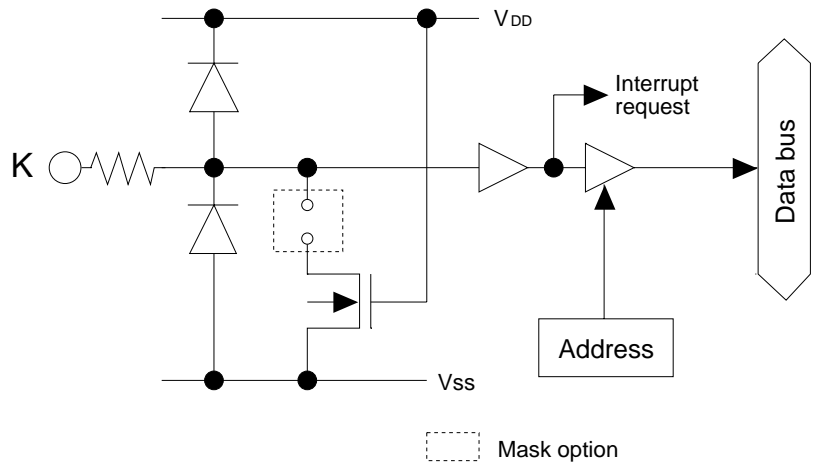 VDD
Interrupt
request
K
Data bus
Address
Vss
Mask option